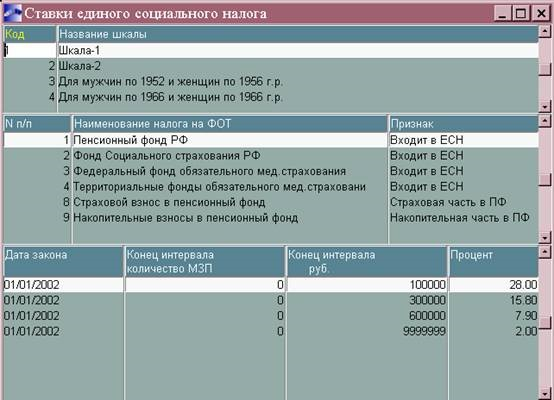 Ставки единого социального налога
Код Название шкалы
1 Шкала-1
2 Шкала-2
3 Для мужчин по 1952 и женщин по 1956 г.р.
4 Для мужчин по 1966 и женщин по 1966 г.р.
N п/п Наименование налога на ФОТ Признак
1 Пенсионный фонд РФ Входит в ЕСН
2 Фонд Социального страхования РФ Входит в ЕСН
3 Федеральный фонд обязательного мед.страхования Входит в ЕСН
4 Территориальные фонды обязательного мед.страховани Входит в ЕСН
8 Страховой взнос в пенсионный фонд Страховая часть в ПФ
9 Накопительные взносы в пенсионный фонд Накопительная часть в ПФ
Дата закона Конец интервала Конец интервала Процент
количество МЗП руб.
01/01/2002 0 100000 28.00
01/01/2002 0 300000 15.80
01/01/2002 0 600000 7.90
01/01/2002 0 9999999 2.00